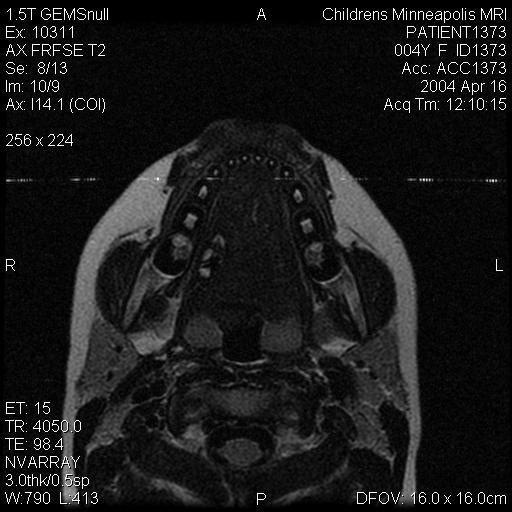 1.5T GEMSnull
Ex: 10311
AX FRFSE T2
Se: 8/13
Im: 10/9
Ax: I14.1 (COI)
256 x 224
A
Childrens Minneapolis MRI
PATIENT1373
004Y F ID1373
Acc: ACC1373
2004 Apr 16
Acq Tm: 12:10:15
R
L
ET: 15
TR: 4050.0
TE: 98.4
NVARRAY
3.0thk/0.5sp
W:790 L:413
P
DFOV: 16.0 x 16.0cm